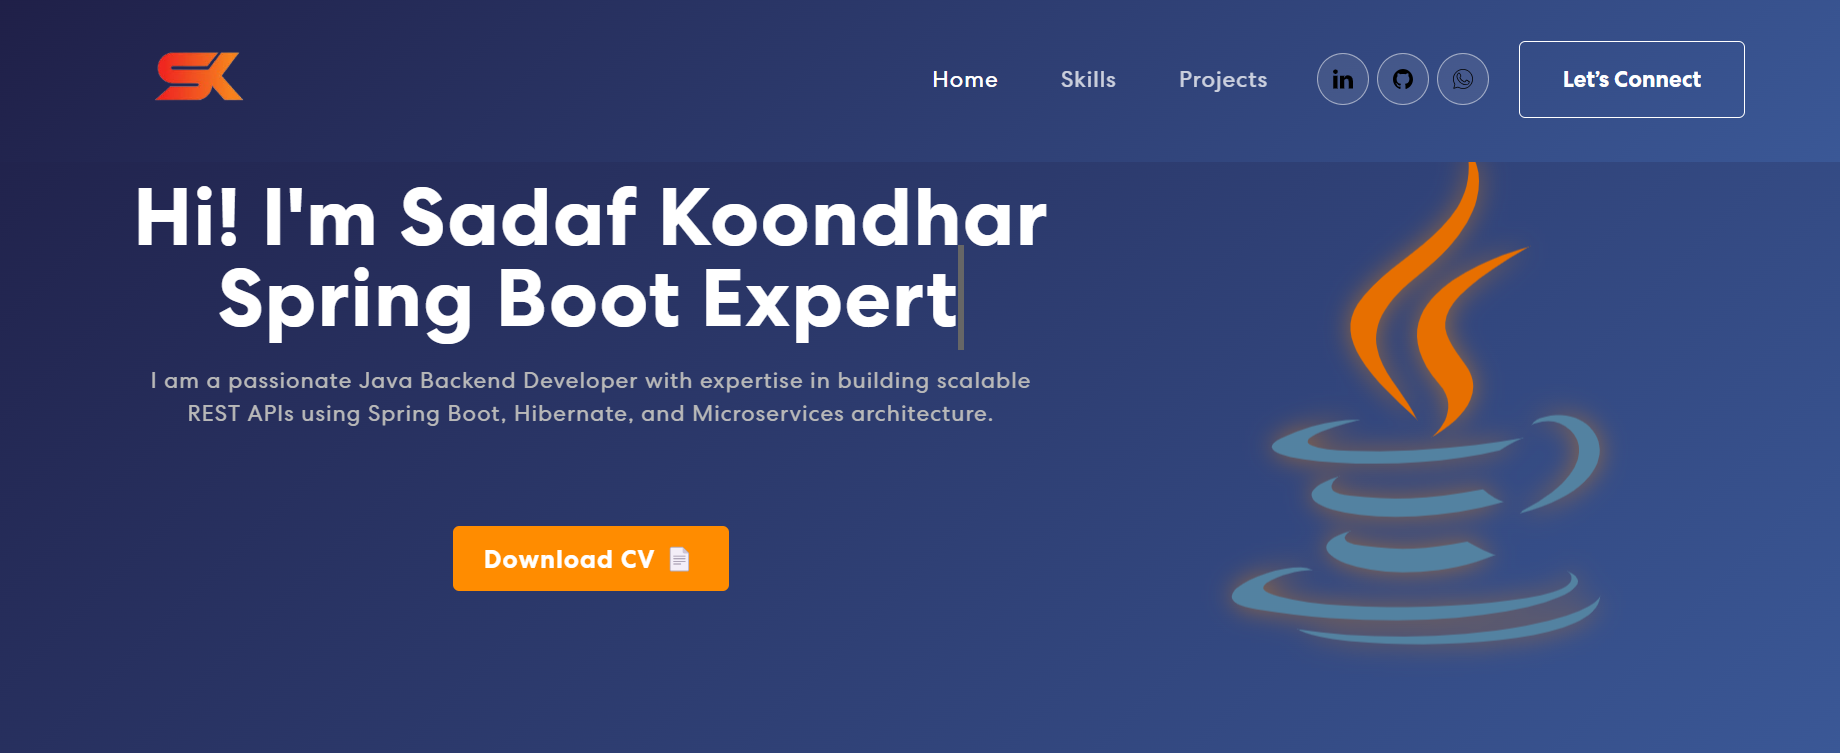 SK
Home Skills Projects in Let’s Connect
Hi! I'm Sadaf Koondhar
Spring Boot Expert
I am a passionate Java Backend Developer with expertise in building scalable
REST APIs using Spring Boot, Hibernate, and Microservices architecture.
Download CV